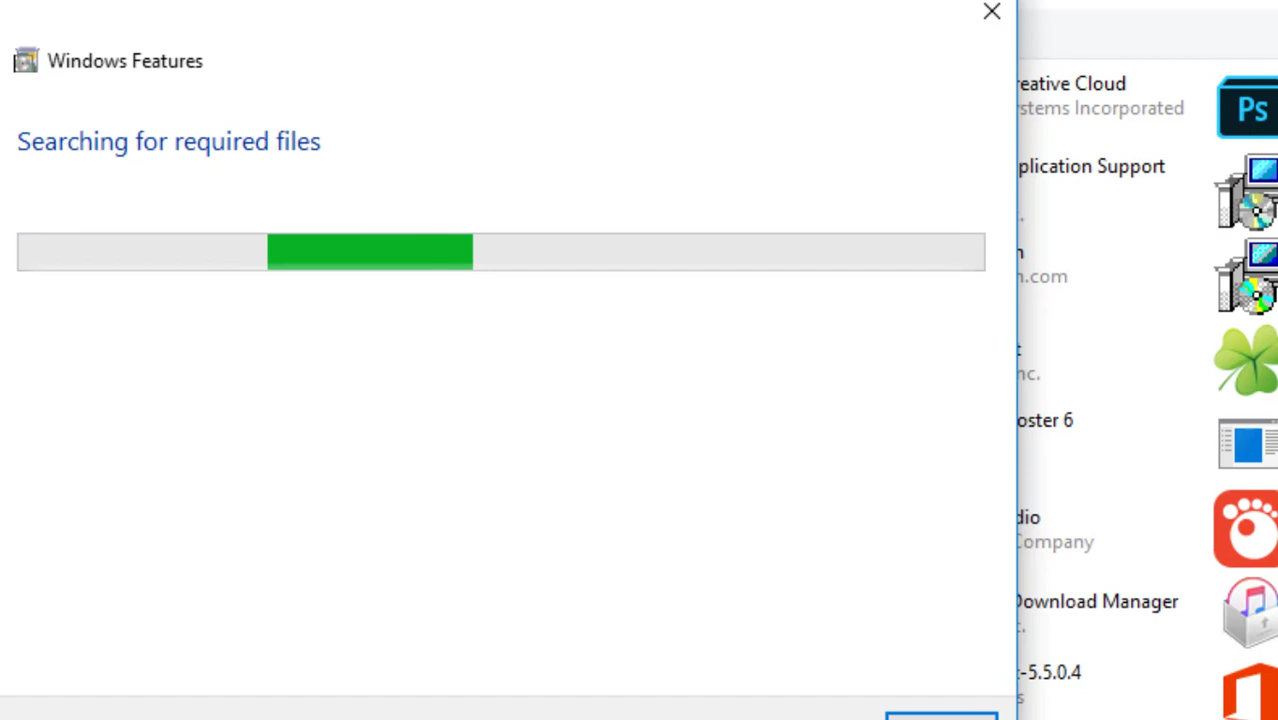 Windows Features
Searching for required files
reative Cloud
stems Incorporated
Ps
plication Support
n.com
nc.
oster 6
dio
Company
Download Manager
-5.5.0.4